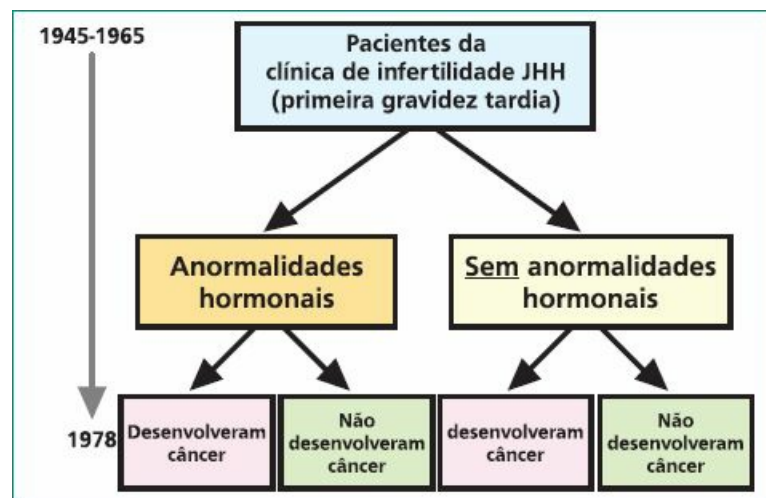 1945-1965
Pacientes da
clínica de infertilidade JHH
(primeira gravidez tardia)
Anormalidades
hormonais
Sem anormalidades
hormonais
1978
Desenvolveram
câncer
Não
desenvolveram
câncer
desenvolveram
câncer
Não
desenvolveram
câncer